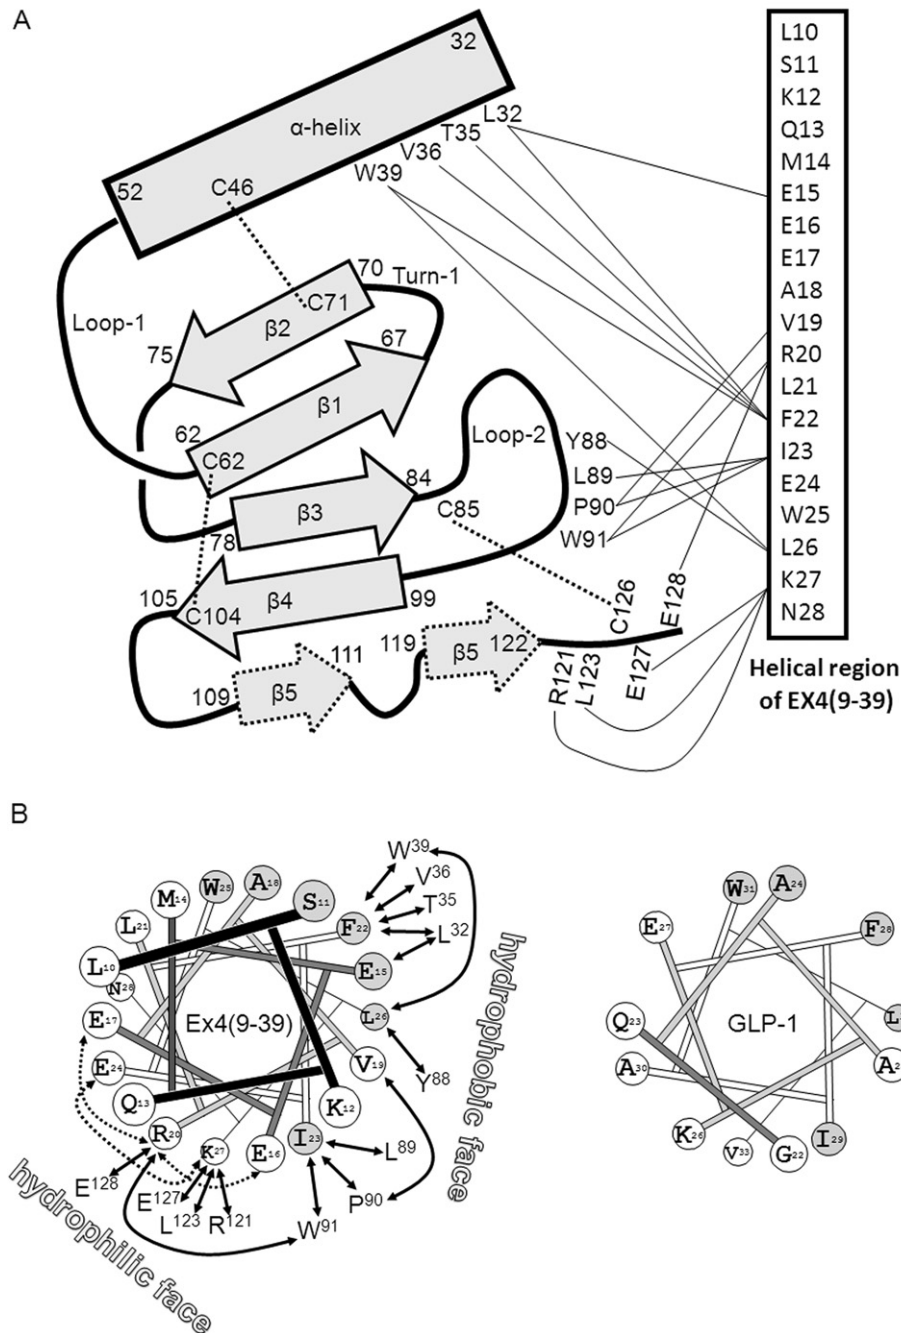 A
32
α-helix
L32
T35
V36
W39
52
C46
70
Turn-1
C71
Loop-1
β2
75
67
β1
62
C62
Loop-2
84
β3
C85
78
Y88
L89
P90
W91
105
C104
β4
99
C126
E128
111
119
β5
122
109
β5
R121
L123
E127
L10
S11
K12
Q13
M14
E15
E16
E17
A18
V19
R20
L21
F22
I23
E24
W25
L26
K27
N28
Helical region
of EX4(9-39)
B
W39
V36
T35
L32
M14
W25
A18
S11
L21
F22
L10
N28
E15
E17
Ex4(9-39)
L26
E24
V19
Y88
Q13
K12
R20
K27
E16
I23
L89
E128
E127
L123
R121
W91
P90
hydrophobic face
hydrophilic face
W31
A24
E27
F28
Q23
GLP-1
A30
K26
V33
G22
I29